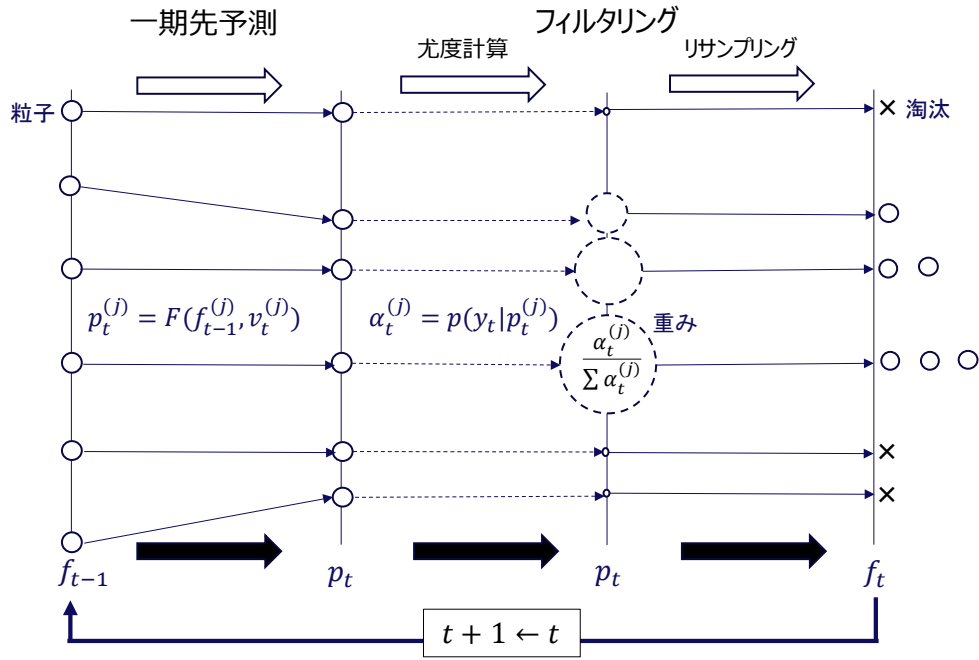 一期先予測
フィルタリング
尤度計算
リサンプリング
粒子
× 淘汰
p_t^{(j)} = F(f_{t-1}^{(j)}, v_t^{(j)})
α_t^{(j)} = p(y_t|p_t^{(j)})
重み
α_t^{(j)}
∑ α_t^{(j)}
×
×
f_{t-1}
p_t
p_t
f_t
t + 1 ← t